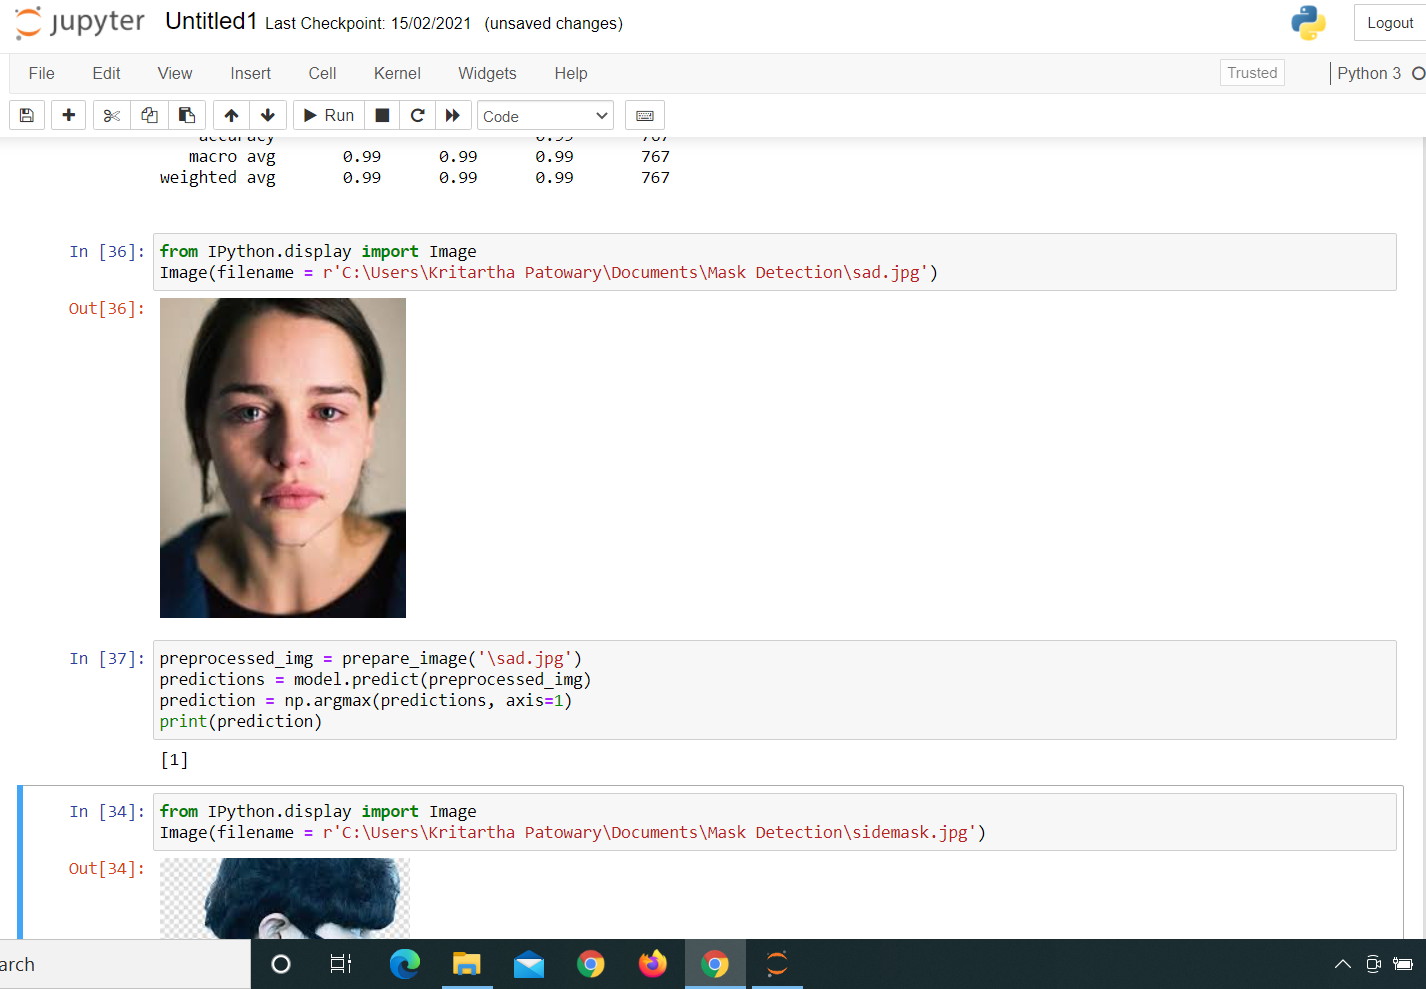 jupyter Untitled1 Last Checkpoint: 15/02/2021 (unsaved changes) Logout
File Edit View Insert Cell Kernel Widgets Help Trusted Python 3
Run Code
accuracy 0.99 767
macro avg 0.99 0.99 0.99 767
weighted avg 0.99 0.99 0.99 767
In [36]: from IPython.display import Image
Image(filename = r'C:\Users\Kritartha Patowary\Documents\Mask Detection\sad.jpg')
Out[36]:
In [37]: preprocessed_img = prepare_image('\sad.jpg')
predictions = model.predict(preprocessed_img)
prediction = np.argmax(predictions, axis=1)
print(prediction)
[1]
In [34]: from IPython.display import Image
Image(filename = r'C:\Users\Kritartha Patowary\Documents\Mask Detection\sidemask.jpg')
Out[34]:
arch